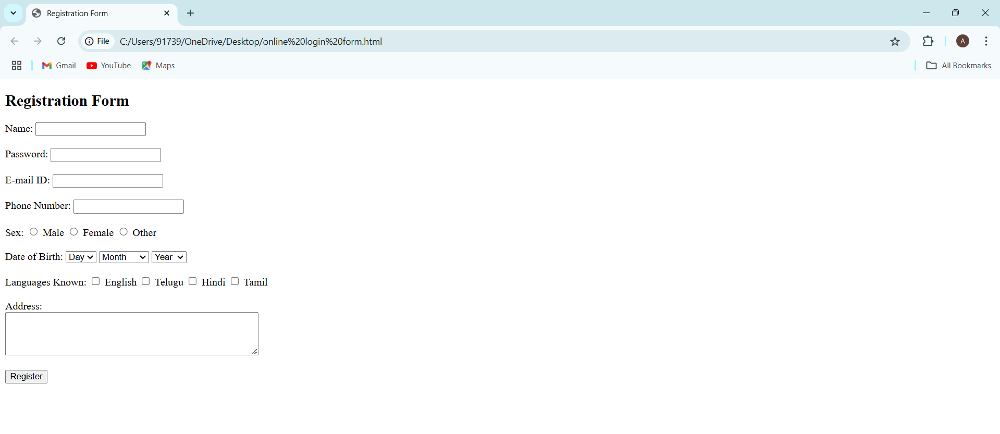 Registration Form
File C:/Users/91739/OneDrive/Desktop/online%20login%20form.html A
Gmail YouTube Maps All Bookmarks
Registration Form
Name:
Password:
E-mail ID:
Phone Number:
Sex: Male Female Other
Date of Birth: Day Month Year
Languages Known: English Telugu Hindi Tamil
Address:
Register